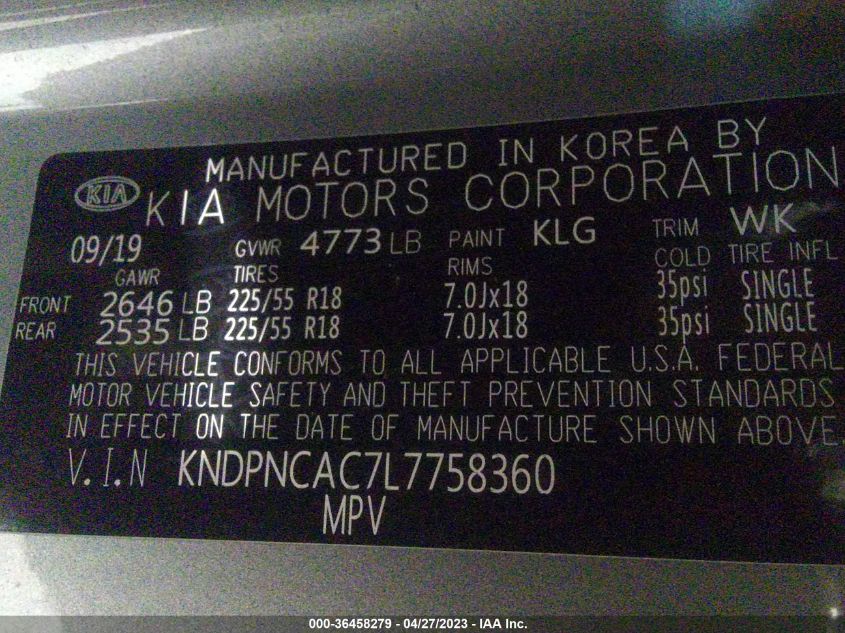 MANUFACTURED IN KOREA BY
KIA KIA MOTORS CORPORATION
09/19 GVWR 4773 LB PAINT KLG TRIM WK
GAWR TIRES RIMS COLD TIRE INFL
FRONT 2646 LB 225/55 R18 7.0Jx18 35psi SINGLE
REAR 2535 LB 225/55 R18 7.0Jx18 35psi SINGLE
THIS VEHICLE CONFORMS TO ALL APPLICABLE U.S.A. FEDERAL
MOTOR VEHICLE SAFETY AND THEFT PREVENTION STANDARDS
IN EFFECT ON THE DATE OF MANUFACTURE SHOWN ABOVE.
V.I.N KNDPNCAC7L7758360
MPV
000-36458279 - 04/27/2023 - IAA Inc.